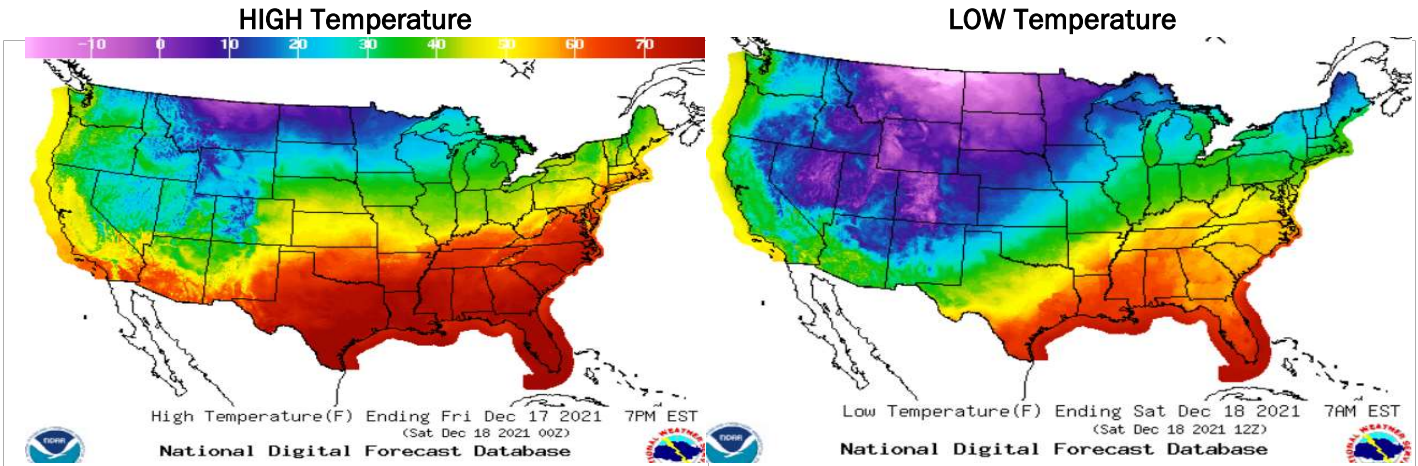 HIGH Temperature
LOW Temperature
-10 0 10 20 30 40 50 60 70
High Temperature(F) Ending Fri Dec 17 2021 7PM EST
(Sat Dec 18 2021 00Z)
National Digital Forecast Database
NOAA
Low Temperature(F) Ending Sat Dec 18 2021 7AM EST
(Sat Dec 18 2021 12Z)
National Digital Forecast Database
NOAA